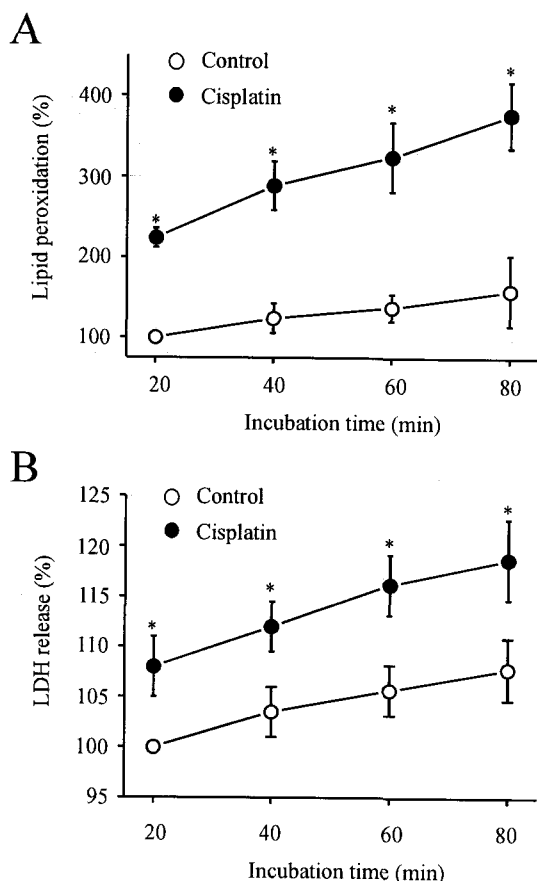 A
Control
Cisplatin
Lipid peroxidation (%)
400
300
200
100
* * * *
20 40 60 80
Incubation time (min)
B
Control
Cisplatin
LDH release (%)
125
120
115
110
105
100
95
* * * *
20 40 60 80
Incubation time (min)